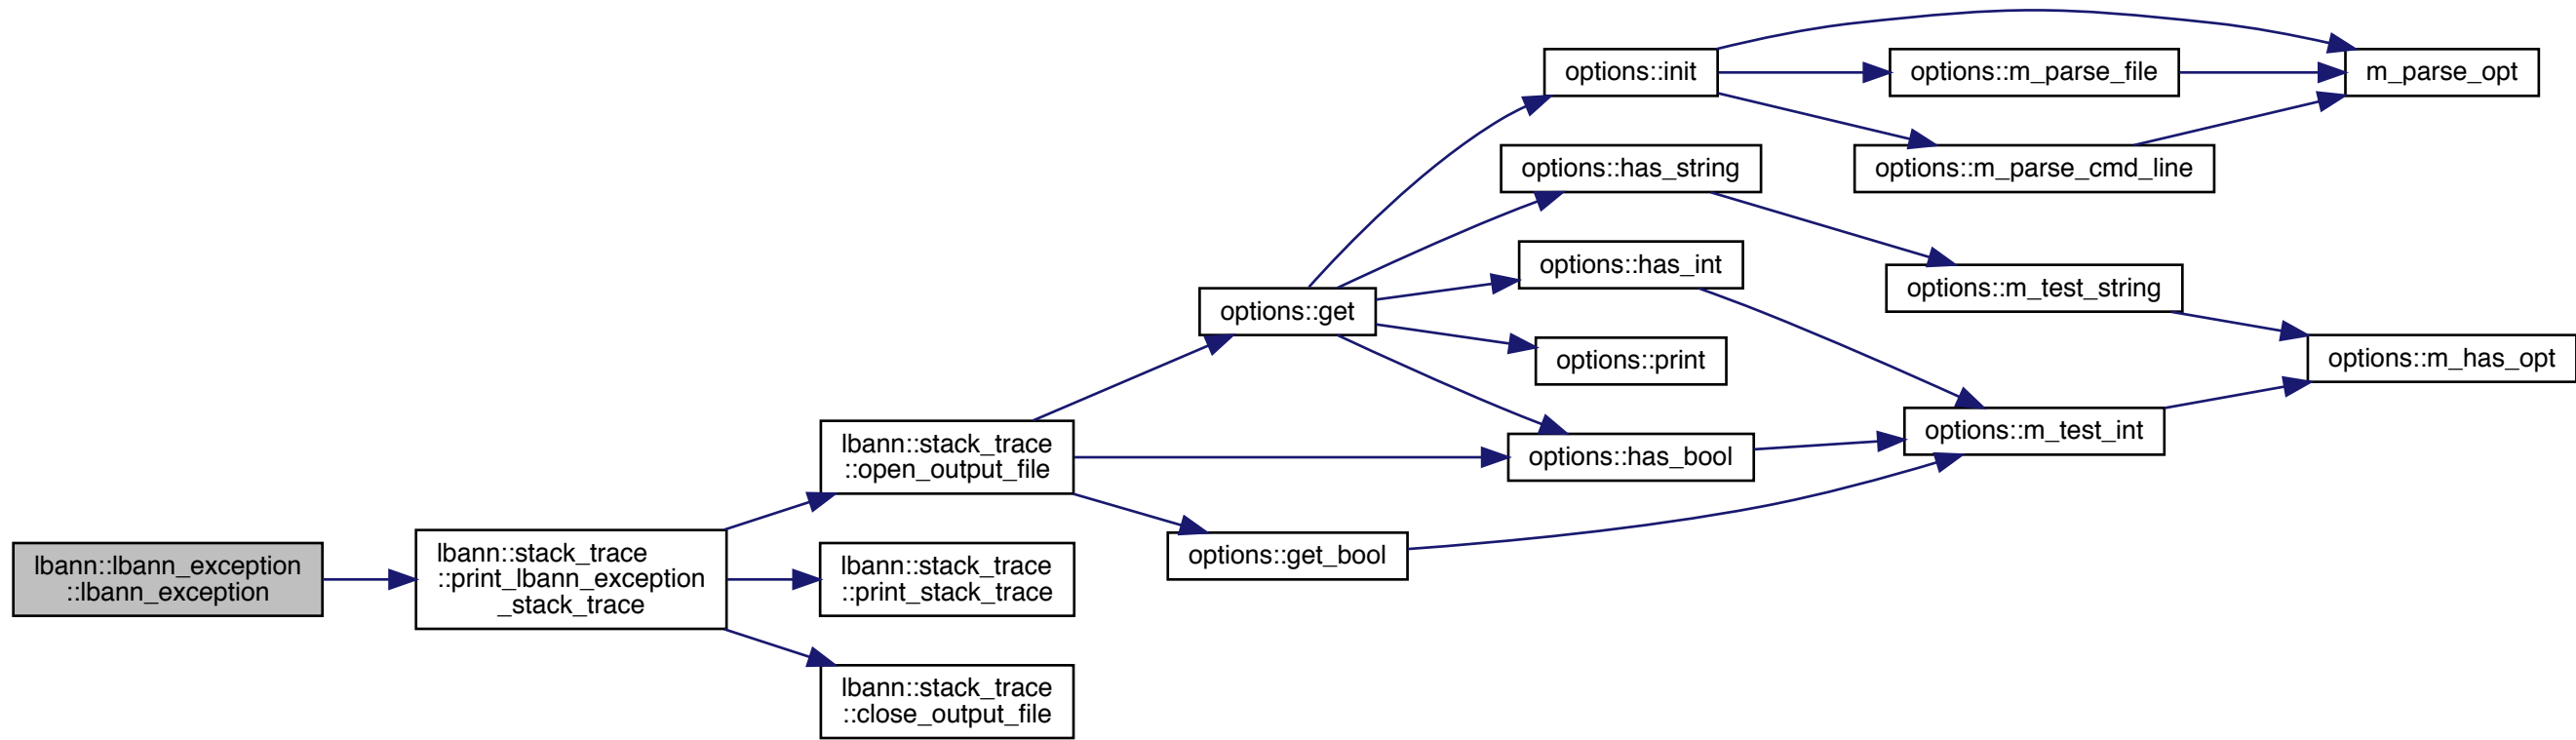 lbann::lbann_exception
::lbann_exception
lbann::stack_trace
::print_lbann_exception
_stack_trace
lbann::stack_trace
::open_output_file
lbann::stack_trace
::print_stack_trace
lbann::stack_trace
::close_output_file
options::get
options::get_bool
options::init
options::has_string
options::has_int
options::print
options::has_bool
options::m_parse_file
options::m_parse_cmd_line
options::m_test_string
options::m_test_int
m_parse_opt
options::m_has_opt